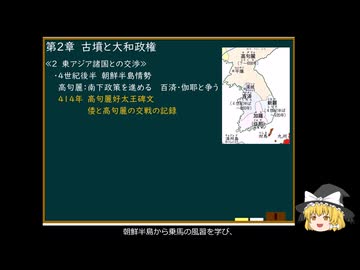 第2章 古墳と大和政権
≪2 東アジア諸国との交渉≫
・4世紀後半 朝鮮半島情勢
高句麗：南下政策を進める 百済・伽耶と争う
414年 高句麗好太王碑文
倭と高句麗の交戦の記録
高句麗
平壌
百済
新羅
加羅
九州
朝鮮半島から乗馬の風習を学び、